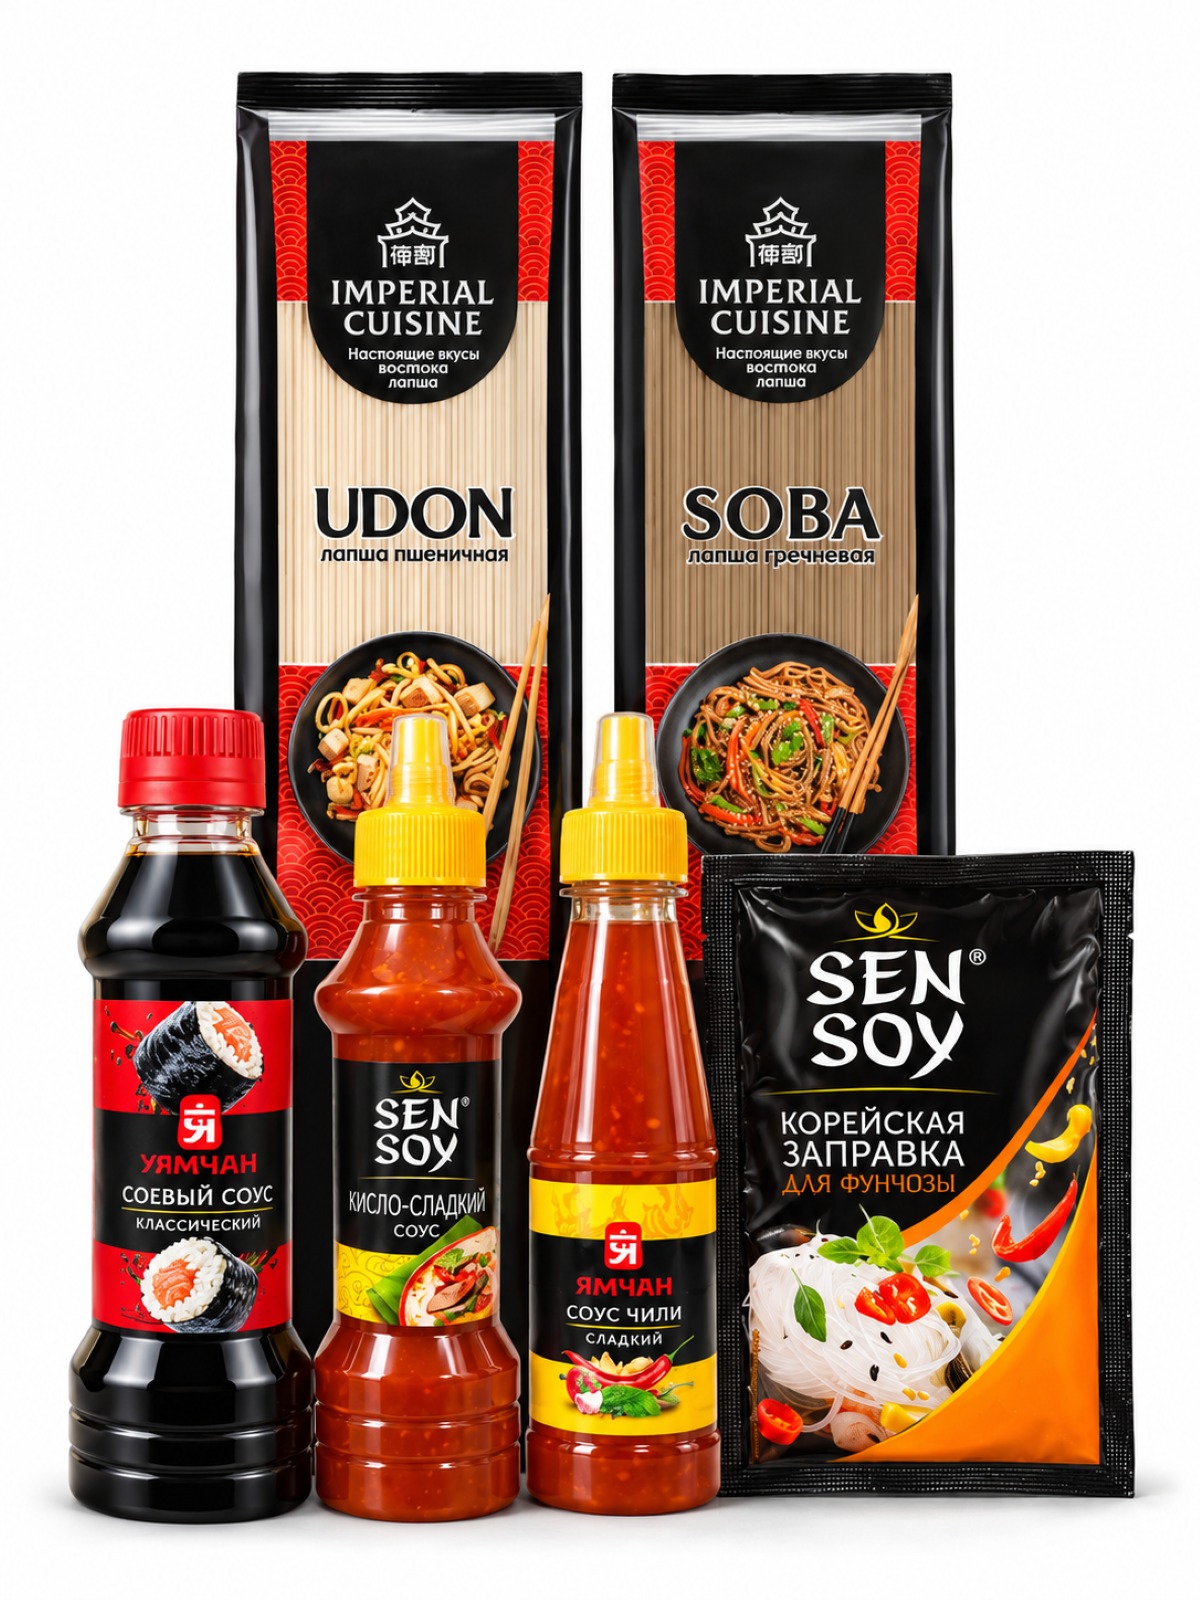 IMPERIAL
CUISINE
Настоящие вкусы
востока
лапша
UDON
лапша пшеничная
IMPERIAL
CUISINE
Настоящие вкусы
востока
лапша
SOBA
лапша гречневая
УЯМЧАН
СОЕВЫЙ СОУС
КЛАССИЧЕСКИЙ
SEN®
SOY
КИСЛО-СЛАДКИЙ
СОУС
Я
ЯМЧАН
СОУС ЧИЛИ
СЛАДКИЙ
SEN®
SOY
КОРЕЙСКАЯ
ЗАПРАВКА
ДЛЯ ФУНЧОЗЫ